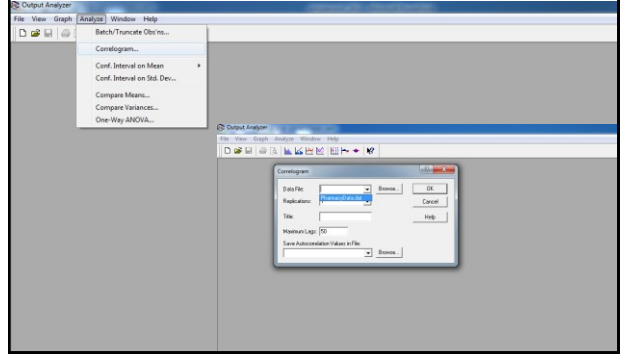 Output Analyzer
File View Graph Analyze Window Help
Batch/Truncate Obs'ns...
Correlogram...
Conf. Interval on Mean
Conf. Interval on Std. Dev...
Compare Means...
Compare Variances...
One-Way ANOVA...
Output Analyzer
File View Graph Analyze Window Help
Correlogram
Data File: Browse... OK
PharmacyData.dat
Replications: Cancel
Title: Help
Maximum Lags: 50
Save Autocorrelation Values in File:
Browse...